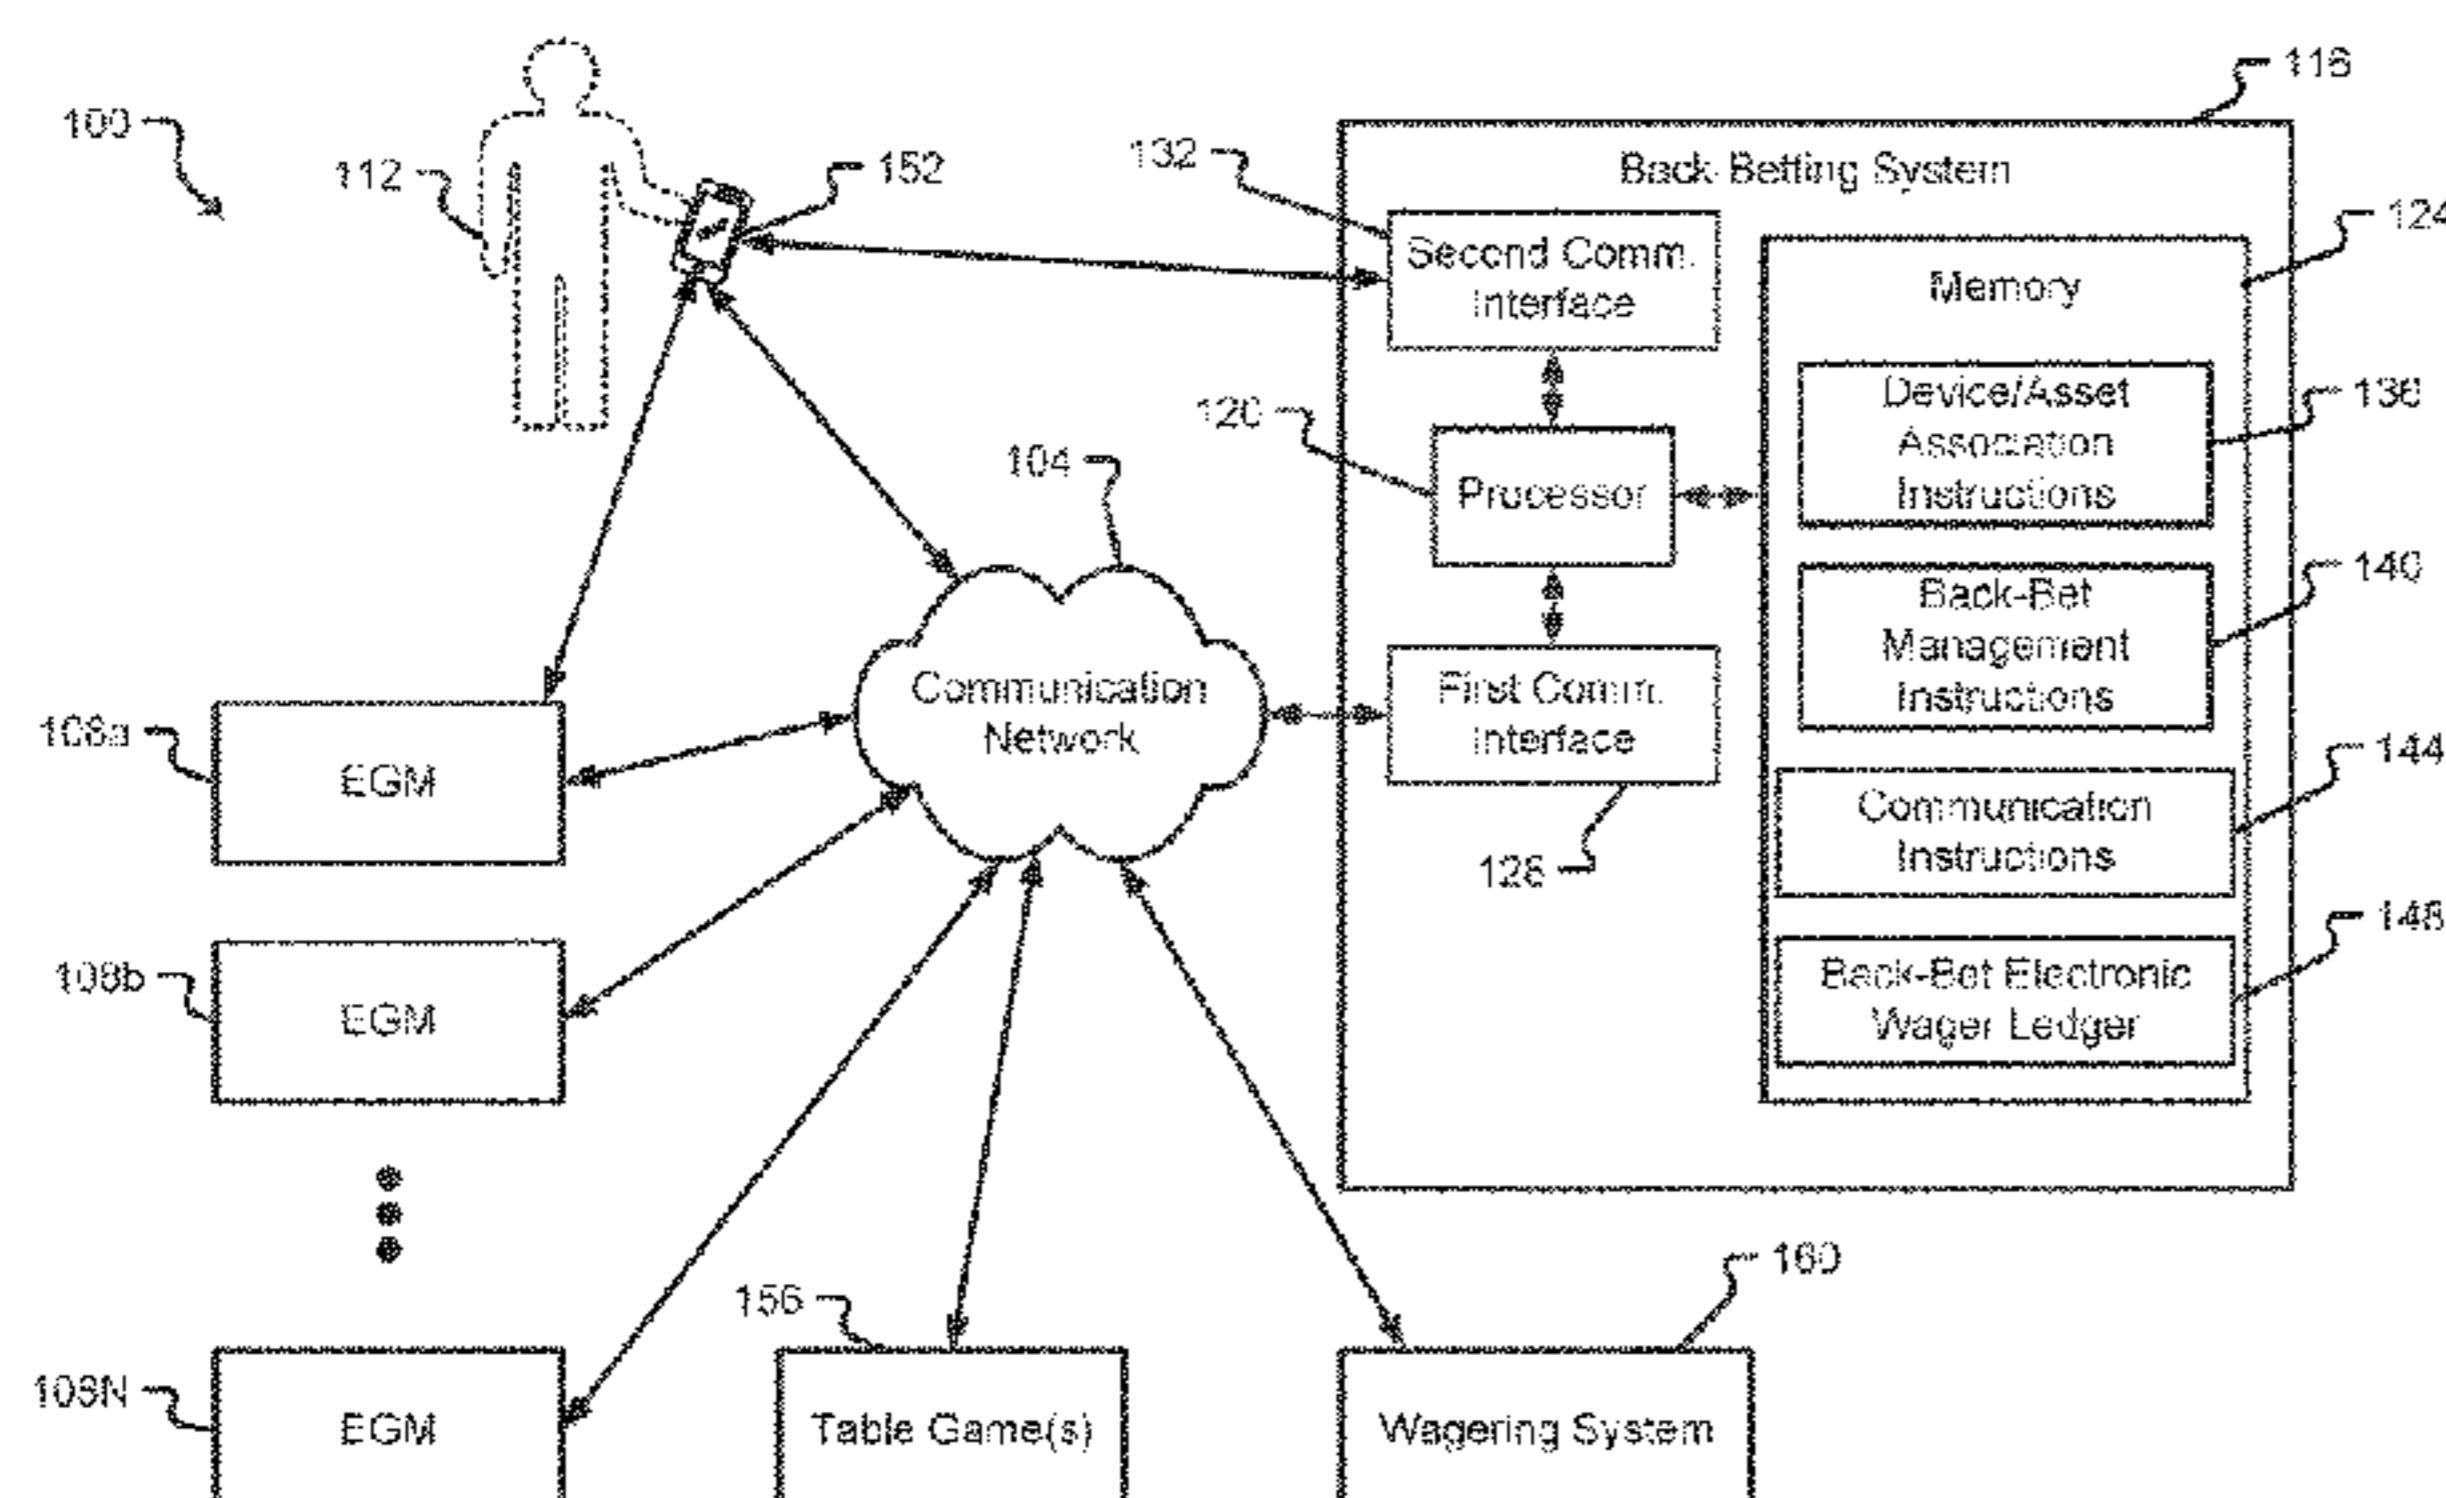 116
100
132
Back-Betting System
112
152
124
Second Comm.
Interface
Memory
Device/Asset
Association
Instructions
136
120
104
Processor
Back-Bet
Management
Instructions
140
Communication
Network
First Comm.
Interface
108a
EGM
144
Communication
Instructions
128
148
108b
EGM
Back-Bet Electronic
Wager Ledger
160
156
108N
EGM
Table Game(s)
Wagering System